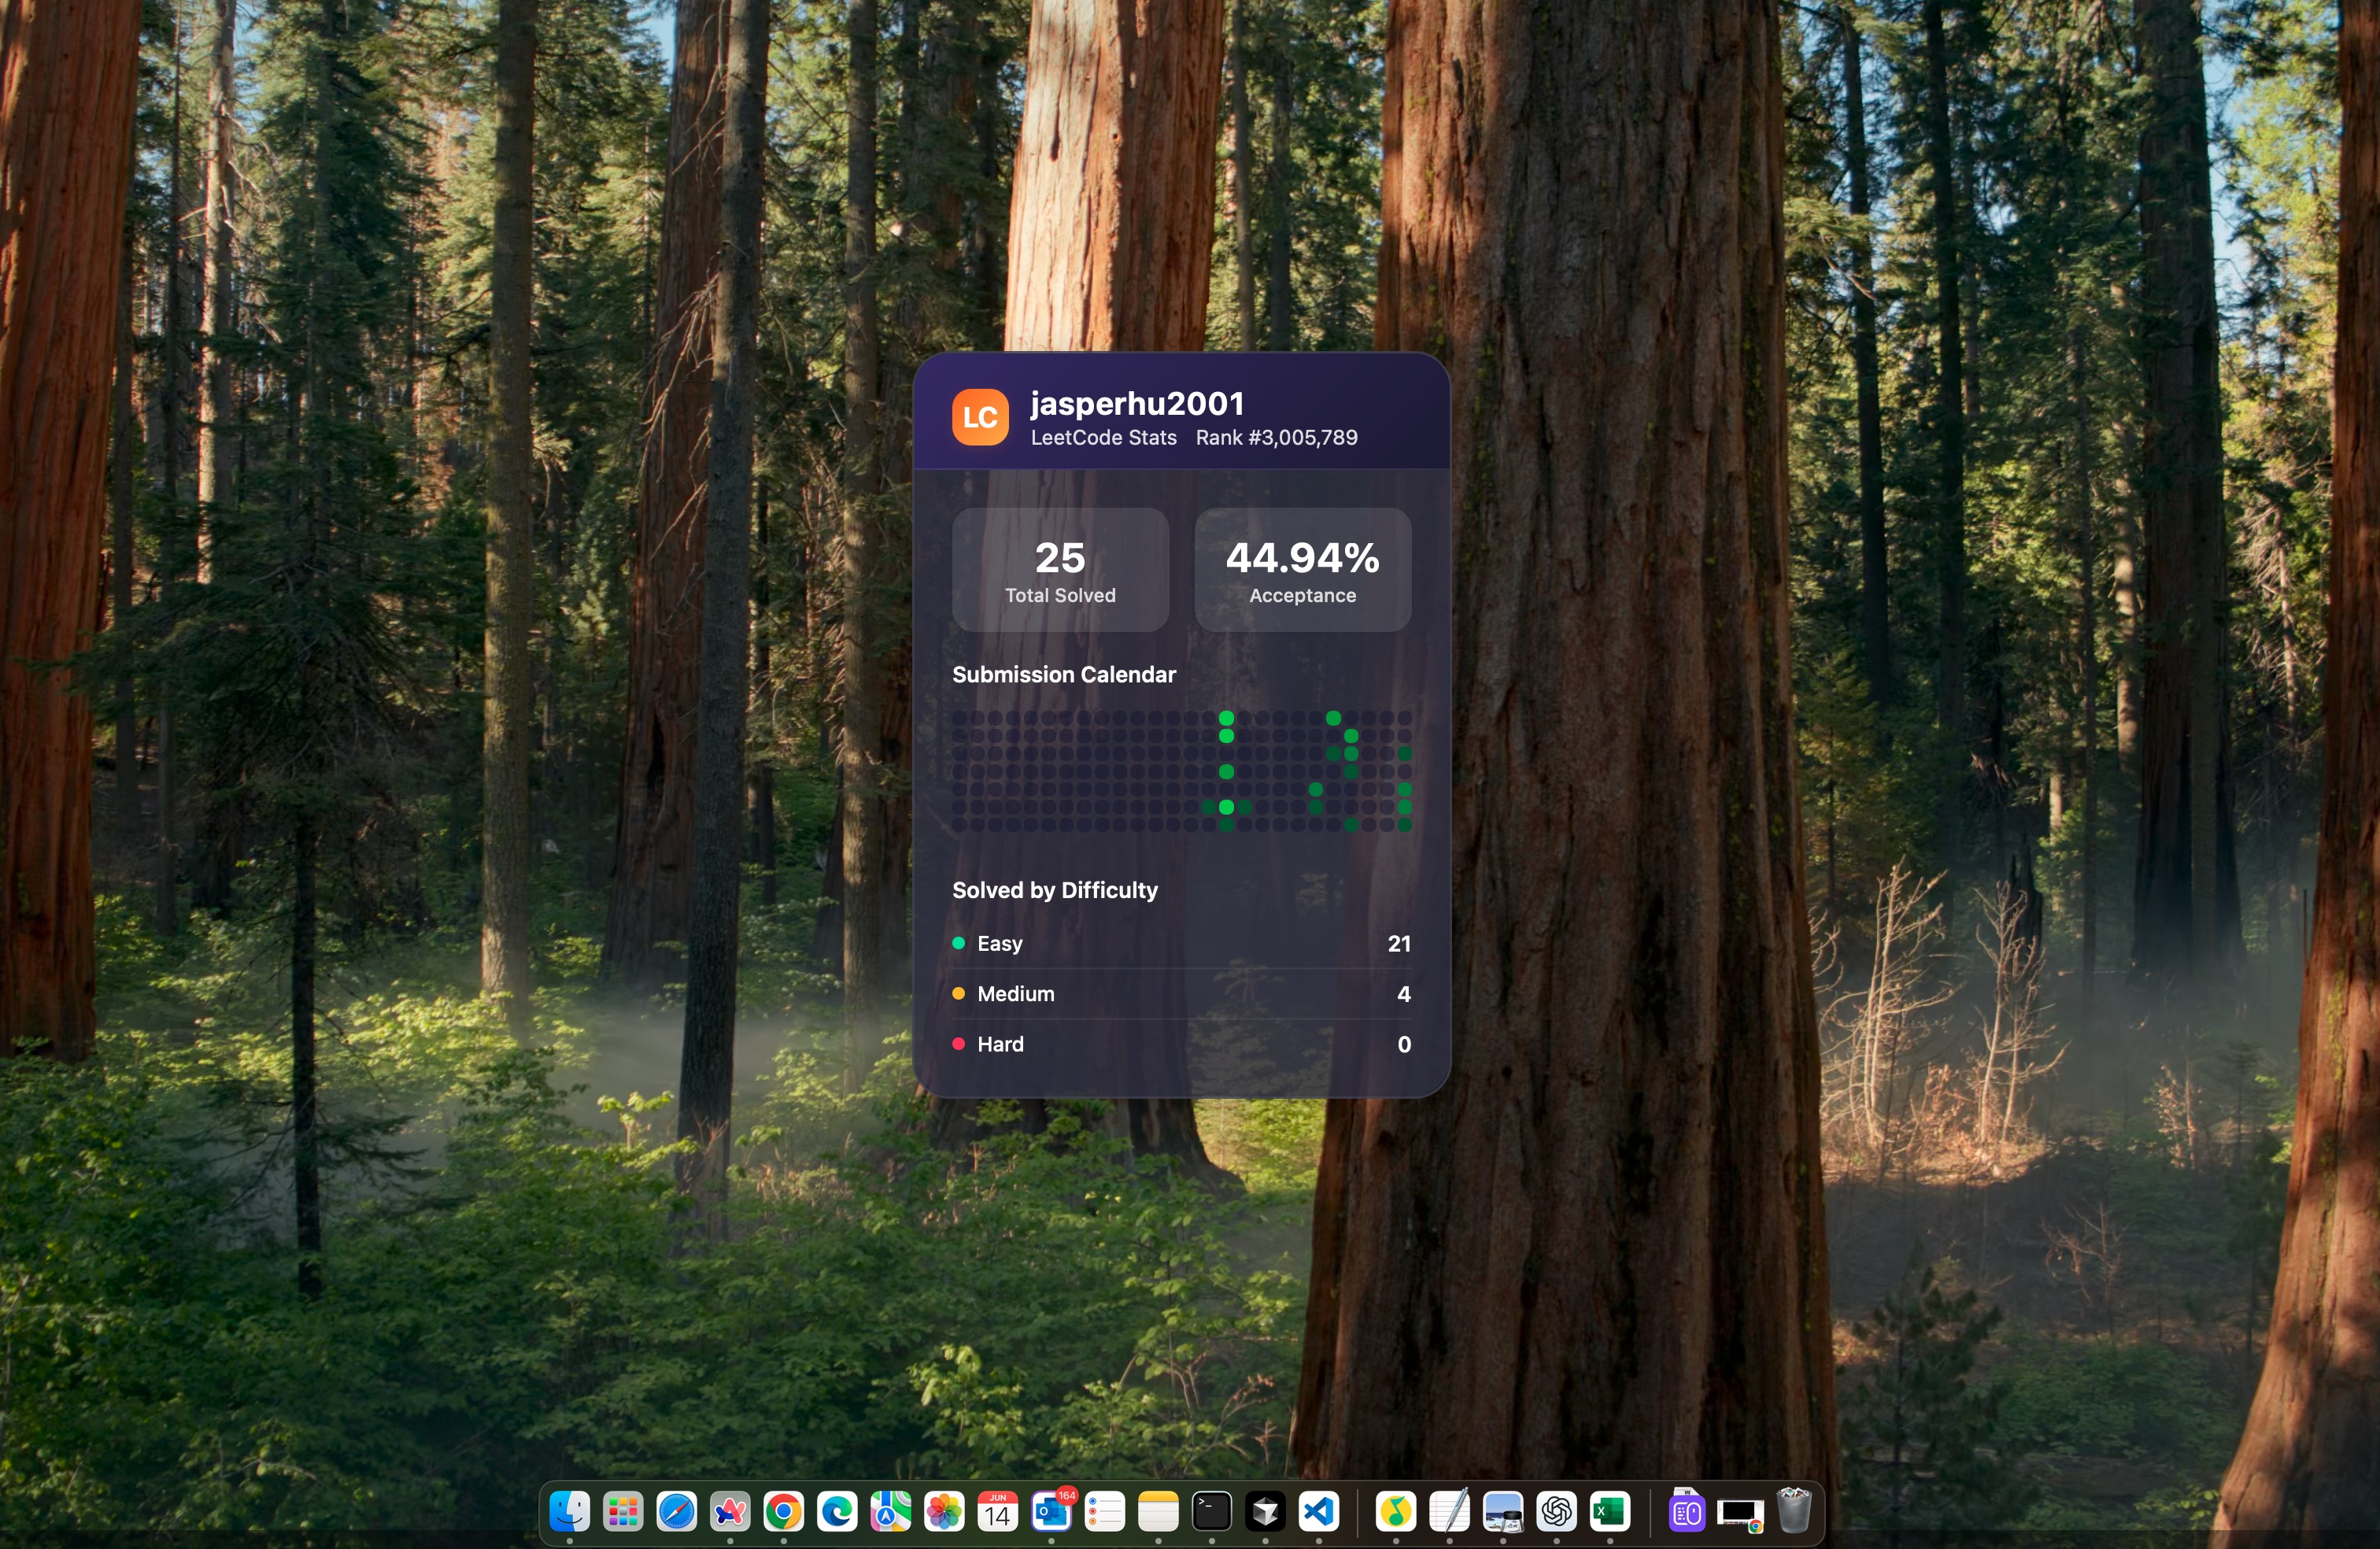 LC
jasperhu2001
LeetCode Stats Rank #3,005,789
25
Total Solved
44.94%
Acceptance
Submission Calendar
Solved by Difficulty
Easy 21
Medium 4
Hard 0
JUN
14
164
>_